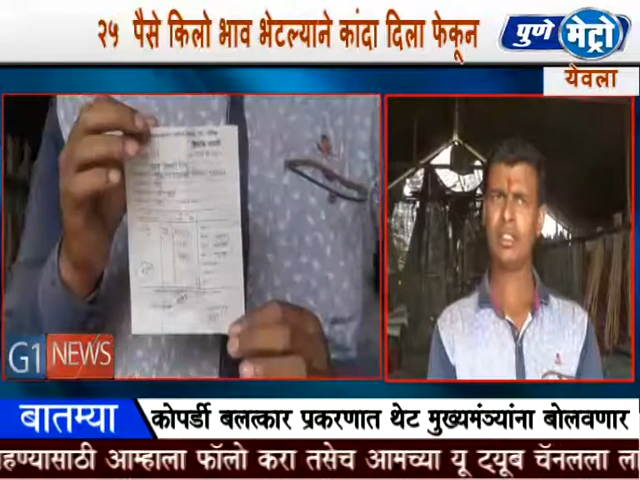 २५ पैसे किलो भाव भेटल्याने कांदा दिला फेकून
पुणे मेट्रो
येवला
G1 NEWS
बातम्या
कोपर्डी बलत्कार प्रकरणात थेट मुख्यमंत्र्यांना बोलवणार
हण्यासाठी आम्हाला फॉलो करा तसेच आमच्या यू ट्यूब चॅनलला ला